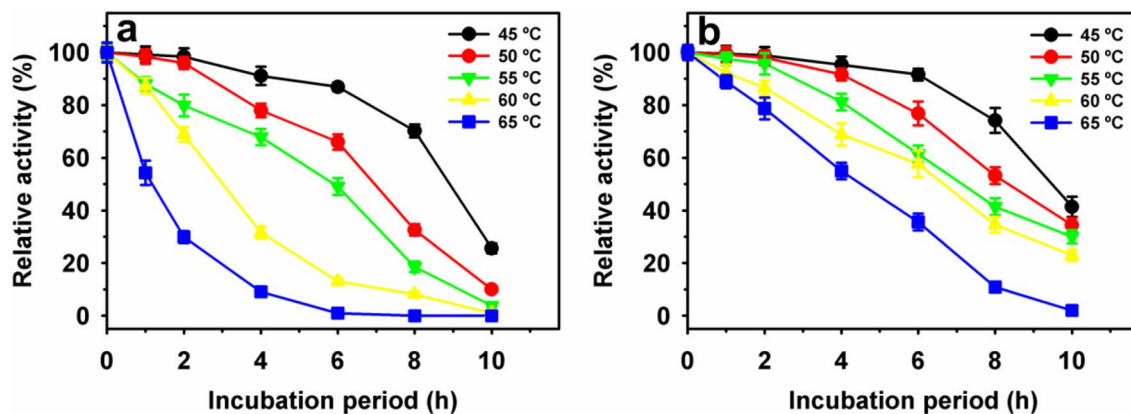 a
45 ºC
50 ºC
55 ºC
60 ºC
65 ºC
Relative activity (%)
100
80
60
40
20
0
0 2 4 6 8 10
Incubation period (h)
b
45 ºC
50 ºC
55 ºC
60 ºC
65 ºC
Relative activity (%)
100
80
60
40
20
0
0 2 4 6 8 10
Incubation period (h)